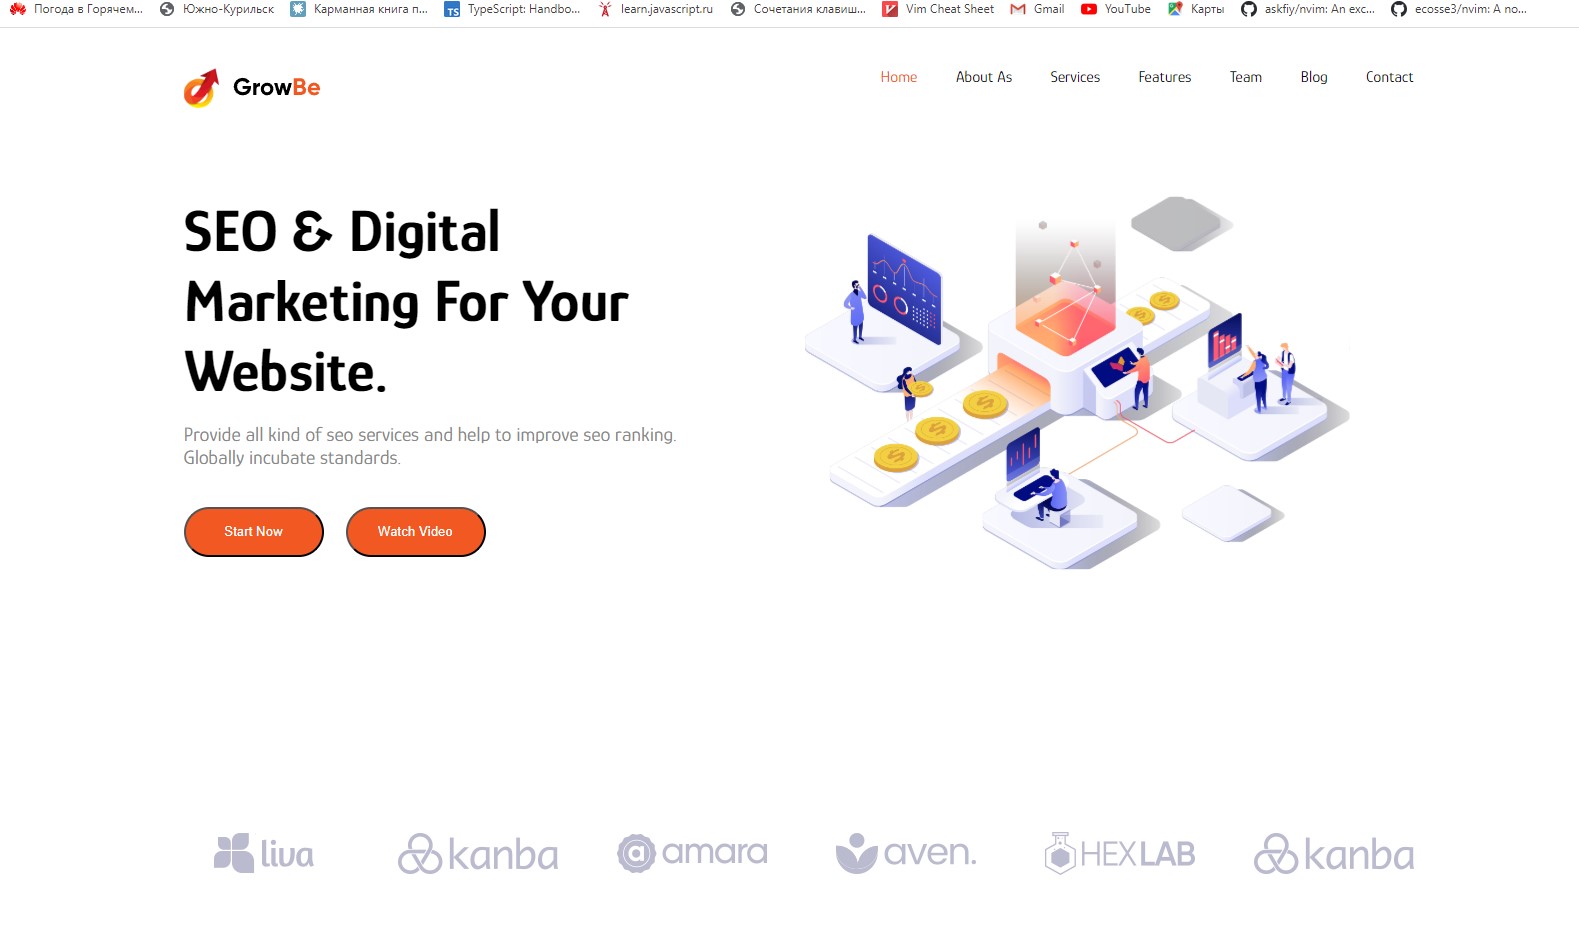 Погода в Горячем... Южно-Курильск Карманная книга п... TypeScript: Handbo... learn.javascript.ru Сочетания клавиш... Vim Cheat Sheet Gmail YouTube Карты askfiy/nvim: An exc... ecosse3/nvim: A no...
GrowBe Home About As Services Features Team Blog Contact
SEO & Digital
Marketing For Your
Website.
Provide all kind of seo services and help to improve seo ranking.
Globally incubate standards.
Start Now Watch Video
liva kanba amara aven. HEXLAB kanba